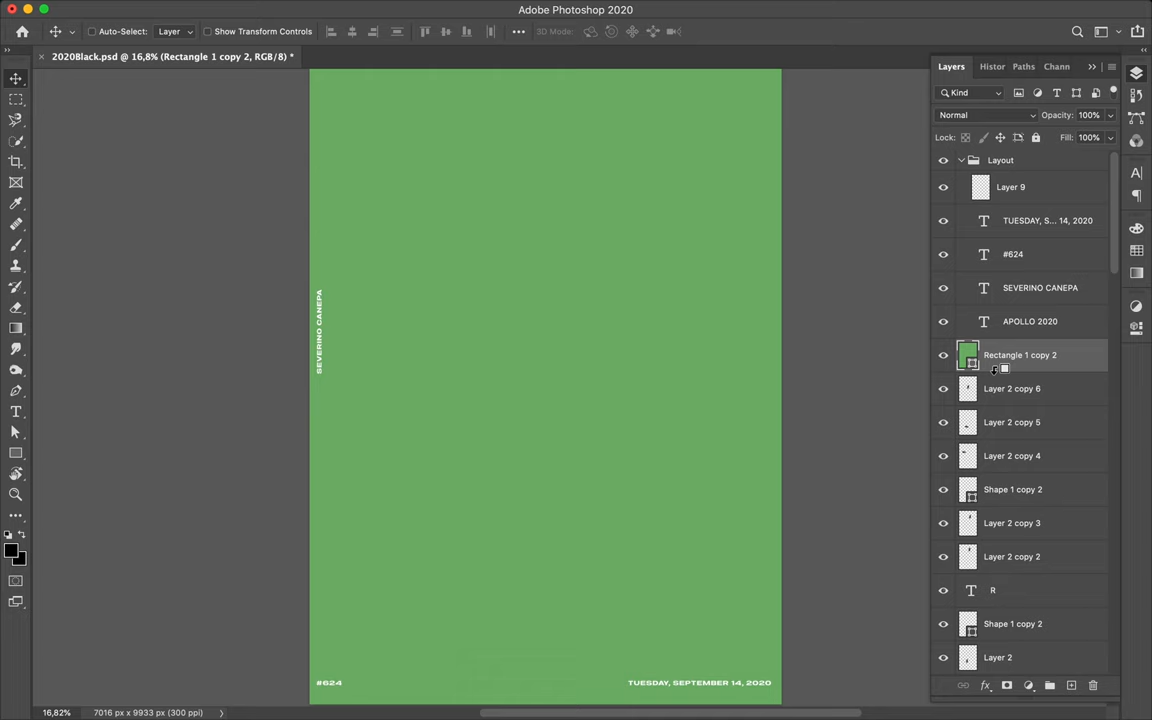 Adobe Photoshop 2020
Auto-Select: Layer Show Transform Controls 3D Mode:
2020Black.psd @ 16,8% (Rectangle 1 copy 2, RGB/8) *
Layers Histor Paths Chann
Kind
Normal Opacity: 100%
Lock: Fill: 100%
Layout
Layer 9
TUESDAY, S... 14, 2020
#624
SEVERINO CANEPA
APOLLO 2020
Rectangle 1 copy 2
Layer 2 copy 6
Layer 2 copy 5
Layer 2 copy 4
Shape 1 copy 2
Layer 2 copy 3
Layer 2 copy 2
R
Shape 1 copy 2
Layer 2
SEVERINO CANEPA
#624 TUESDAY, SEPTEMBER 14, 2020
16,82% 7016 px x 9933 px (300 ppi)